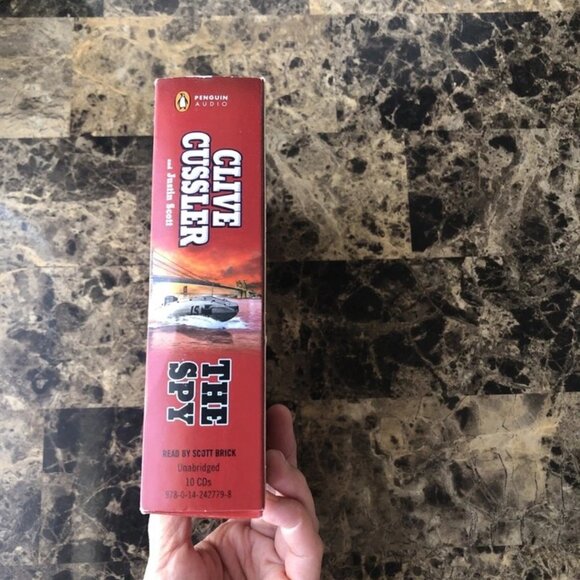 PENGUIN
AUDIO
CLIVE
CUSSLER
and Justin Scott
151
THE
SPY
READ BY SCOTT BRICK
Unabridged
10 CDs
978-0-14-242779-8